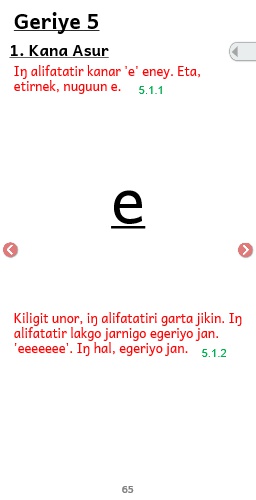 Geriye 5
1. Kana Asur
Iŋ alifatatir kanar 'e' eney. Eta,
etirnek, nuguun e. 5.1.1
e
Kiligit unor, iŋ alifatatiri garta jikin. Iŋ
alifatatir lakgo jarnigo egeriyo jan.
'eeeeeee'. Iŋ hal, egeriyo jan. 5.1.2
65